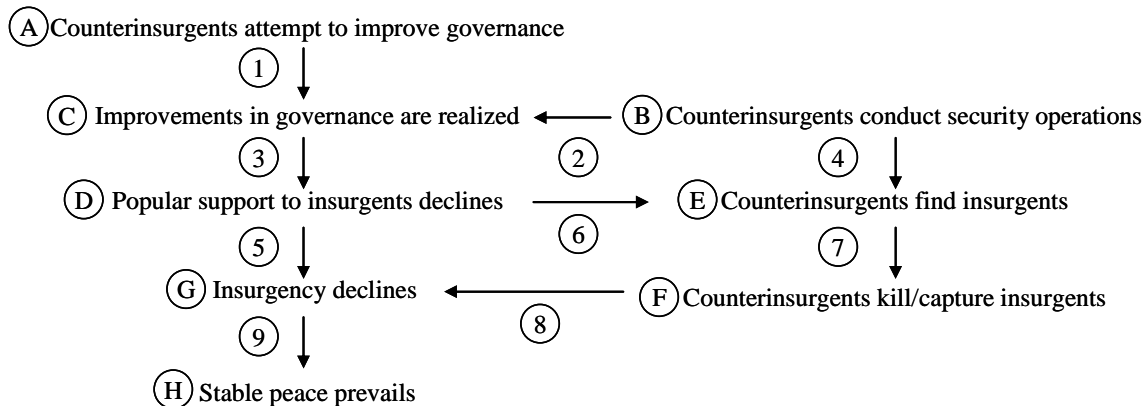 A Counterinsurgents attempt to improve governance
1
C Improvements in governance are realized
B Counterinsurgents conduct security operations
3
2
4
D Popular support to insurgents declines
E Counterinsurgents find insurgents
5
6
7
G Insurgency declines
F Counterinsurgents kill/capture insurgents
9
8
H Stable peace prevails